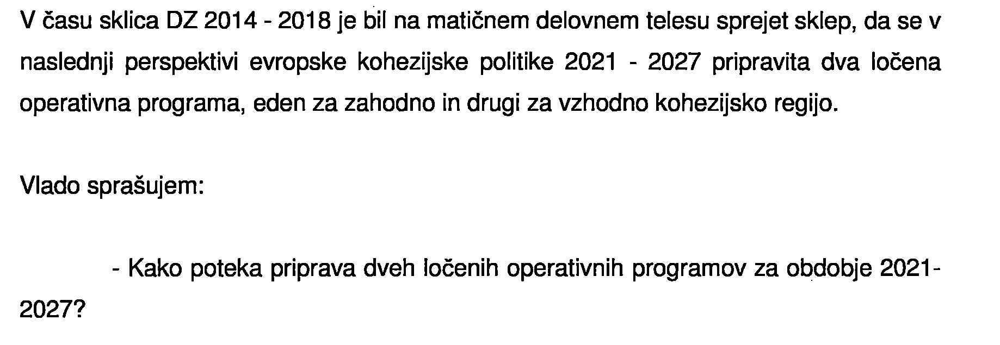 V času sklica DZ 2014 - 2018 je bil na matičnem delovnem telesu sprejet sklep, da se v
naslednji perspektivi evropske kohezijske politike 2021 - 2027 pripravita dva ločena
operativna programa, eden za zahodno in drugi za vzhodno kohezijsko regijo.
Vlado sprašujem:
- Kako poteka priprava dveh ločenih operativnih programov za obdobje 2021-
2027?